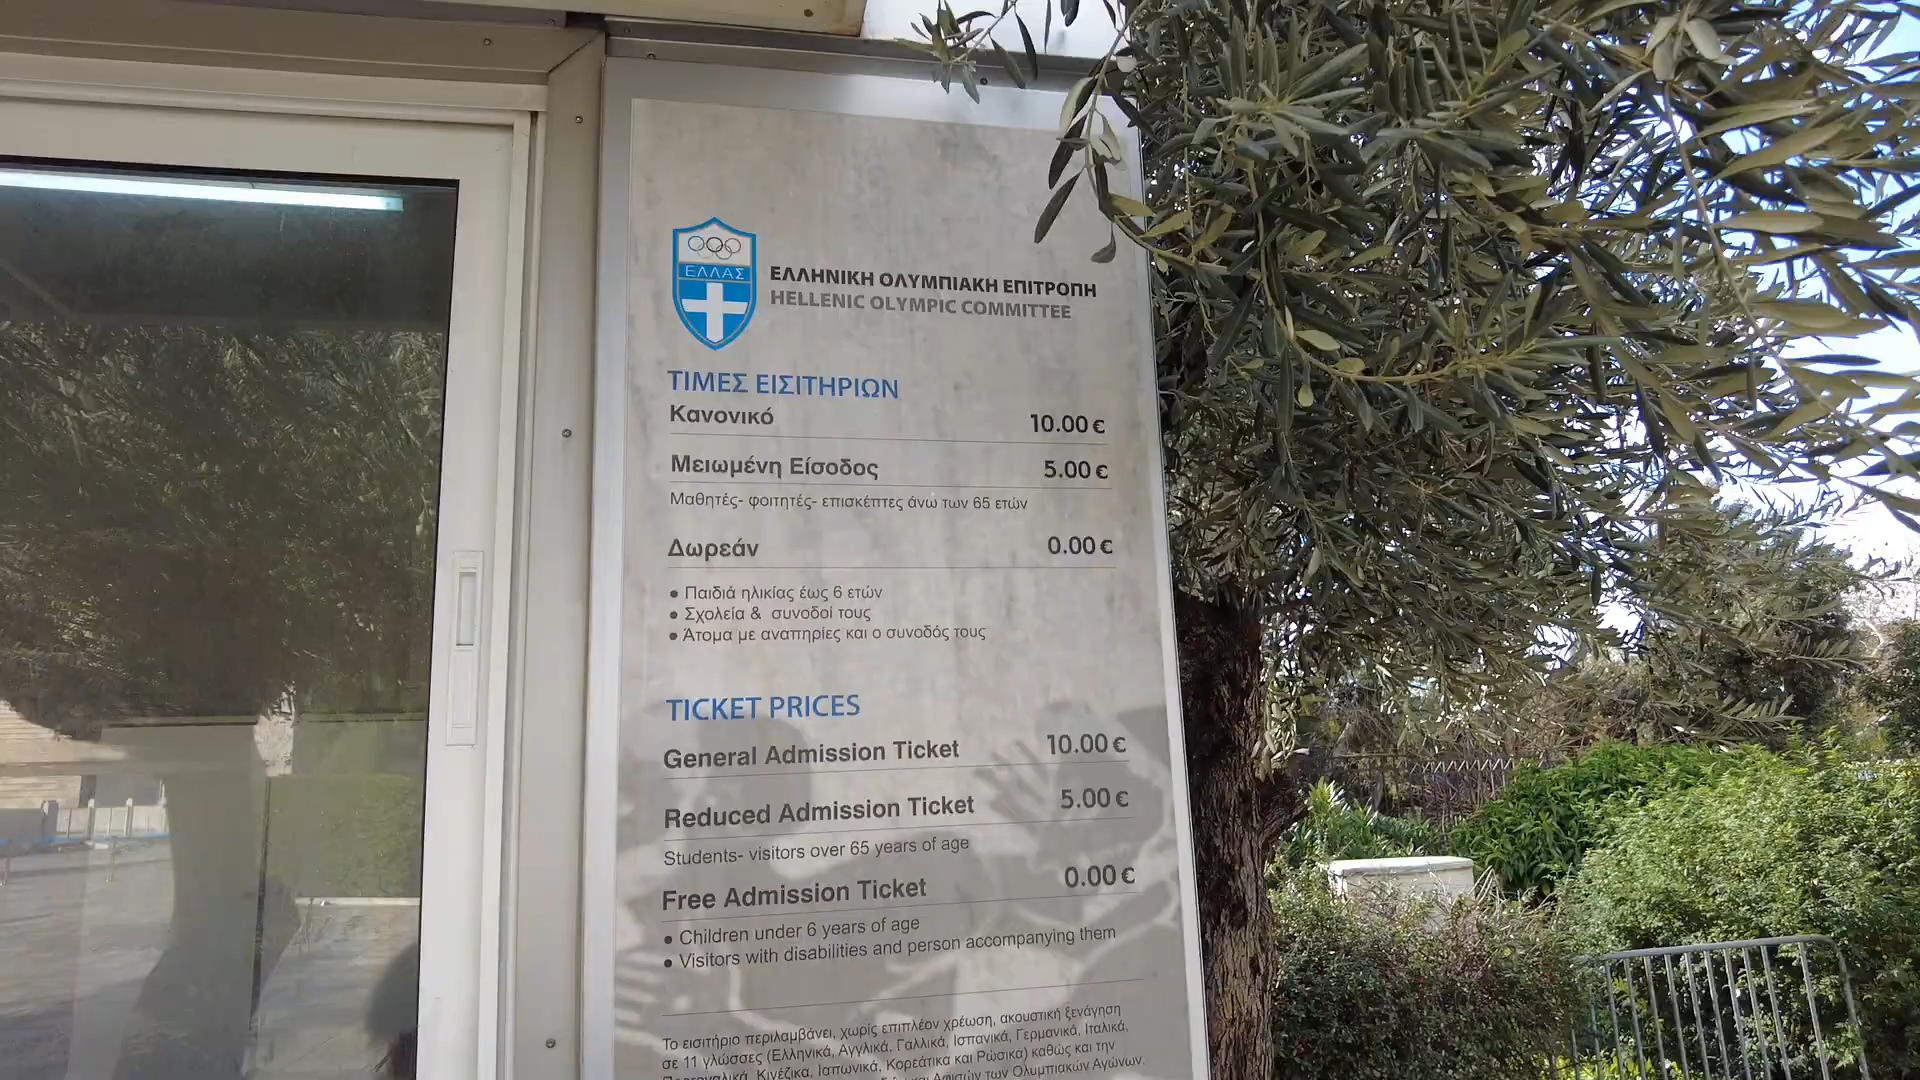 ΕΛΛΑΣ
ΕΛΛΗΝΙΚΗ ΟΛΥΜΠΙΑΚΗ ΕΠΙΤΡΟΠΗ
HELLENIC OLYMPIC COMMITTEE
ΤΙΜΕΣ ΕΙΣΙΤΗΡΙΩΝ
Κανονικό 10.00 €
Μειωμένη Είσοδος 5.00 €
Μαθητές- φοιτητές- επισκέπτες άνω των 65 ετών
Δωρεάν 0.00 €
• Παιδιά ηλικίας έως 6 ετών
• Σχολεία & συνοδοί τους
• Άτομα με αναπηρίες και ο συνοδός τους
TICKET PRICES
General Admission Ticket 10.00 €
Reduced Admission Ticket 5.00 €
Students- visitors over 65 years of age
Free Admission Ticket 0.00 €
• Children under 6 years of age
• Visitors with disabilities and person accompanying them
Το εισιτήριο περιλαμβάνει, χωρίς επιπλέον χρέωση, ακουστική ξενάγηση
σε 11 γλώσσες (Ελληνικά, Αγγλικά, Γαλλικά, Ισπανικά, Γερμανικά, Ιταλικά,
Πορτογαλικά, Κινέζικα, Ιαπωνικά, Κορεάτικα και Ρώσικα) καθώς και την
των Ολυμπιακών Αγώνων.